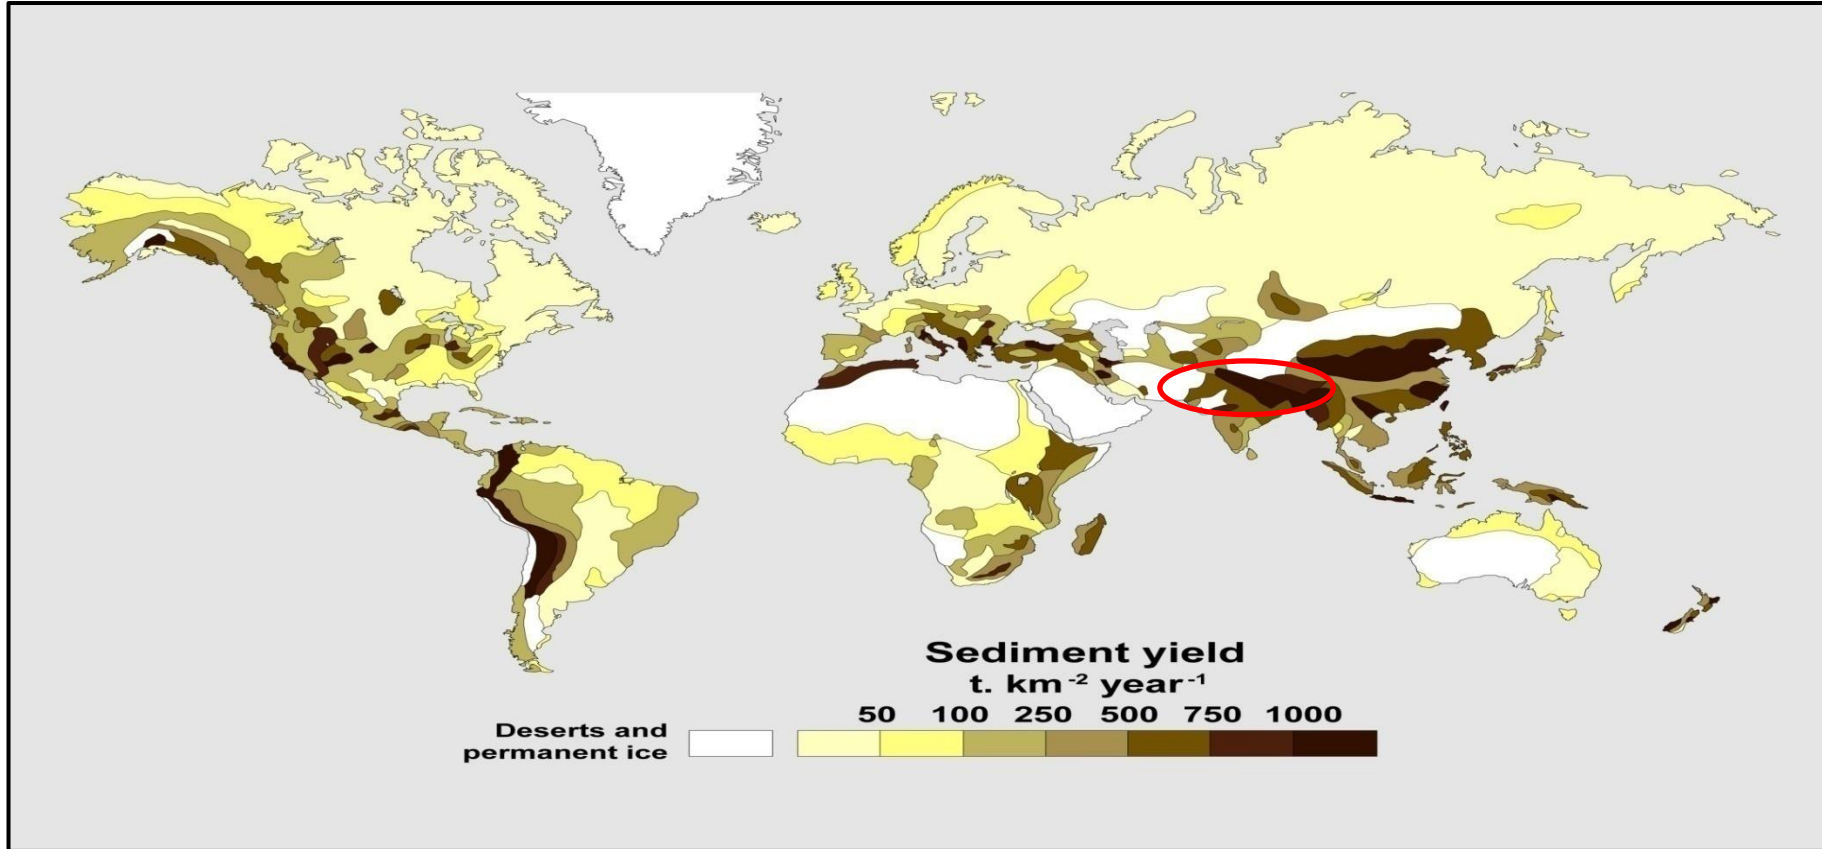 Sediment yield
t. km⁻² year⁻¹
50 100 250 500 750 1000
Deserts and
permanent ice